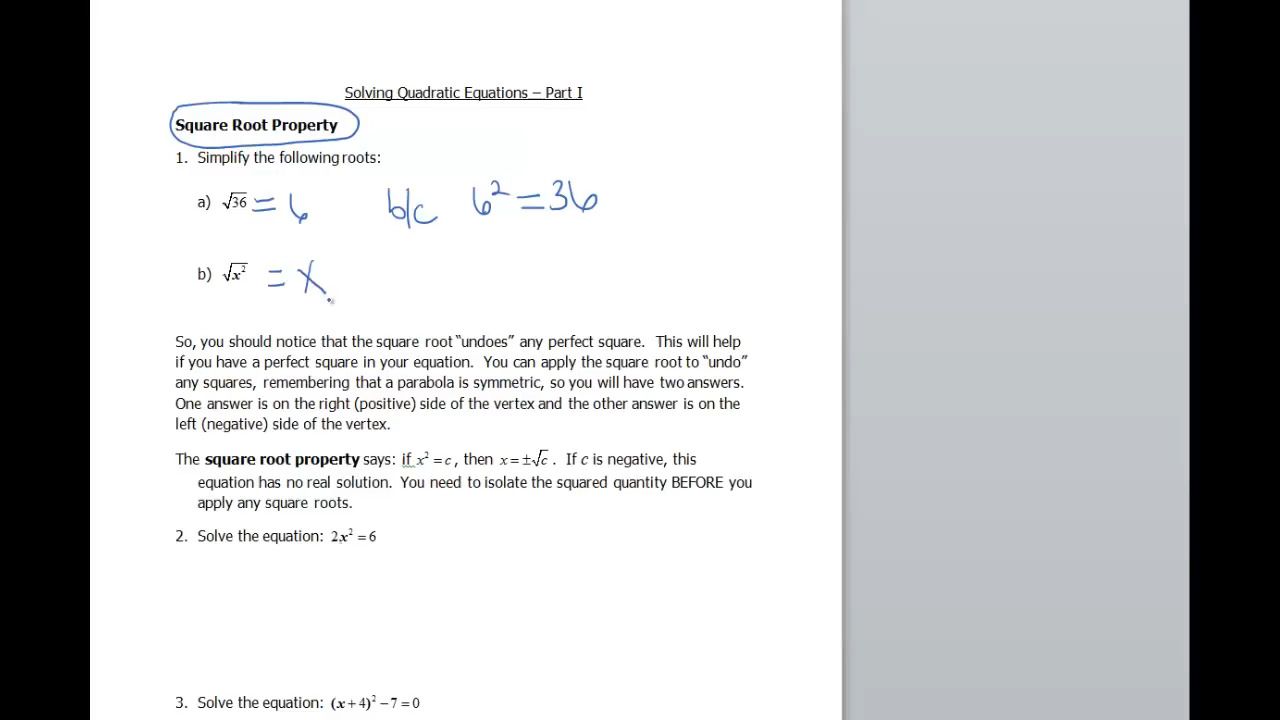 Solving Quadratic Equations – Part I
Square Root Property
1. Simplify the following roots:
a) √36 = 6 b/c 6² = 36
b) √x² = x
So, you should notice that the square root "undoes" any perfect square. This will help
if you have a perfect square in your equation. You can apply the square root to "undo"
any squares, remembering that a parabola is symmetric, so you will have two answers.
One answer is on the right (positive) side of the vertex and the other answer is on the
left (negative) side of the vertex.
The square root property says: if x² = c, then x = ±√c. If c is negative, this
equation has no real solution. You need to isolate the squared quantity BEFORE you
apply any square roots.
2. Solve the equation: 2x² = 6
3. Solve the equation: (x + 4)² − 7 = 0